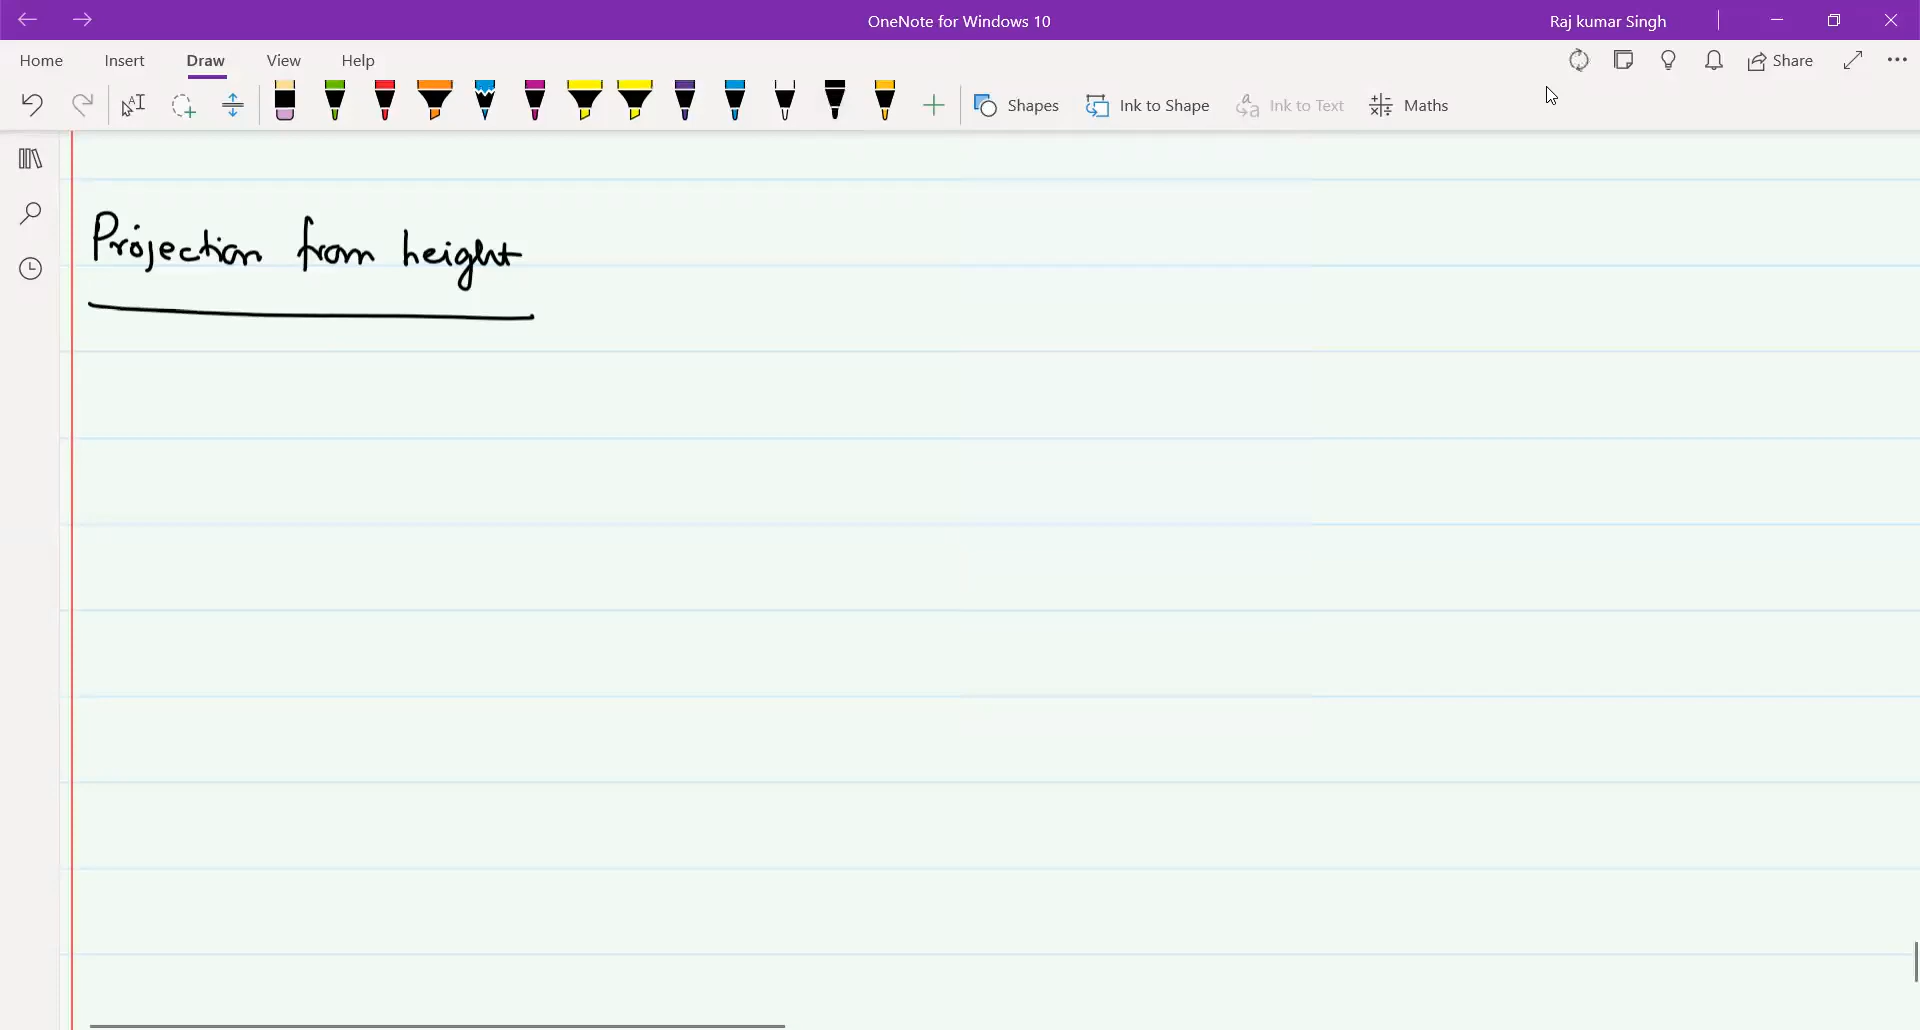 OneNote for Windows 10
Raj kumar Singh
Home Insert Draw View Help
Share
Shapes Ink to Shape Ink to Text Maths
Projection from height